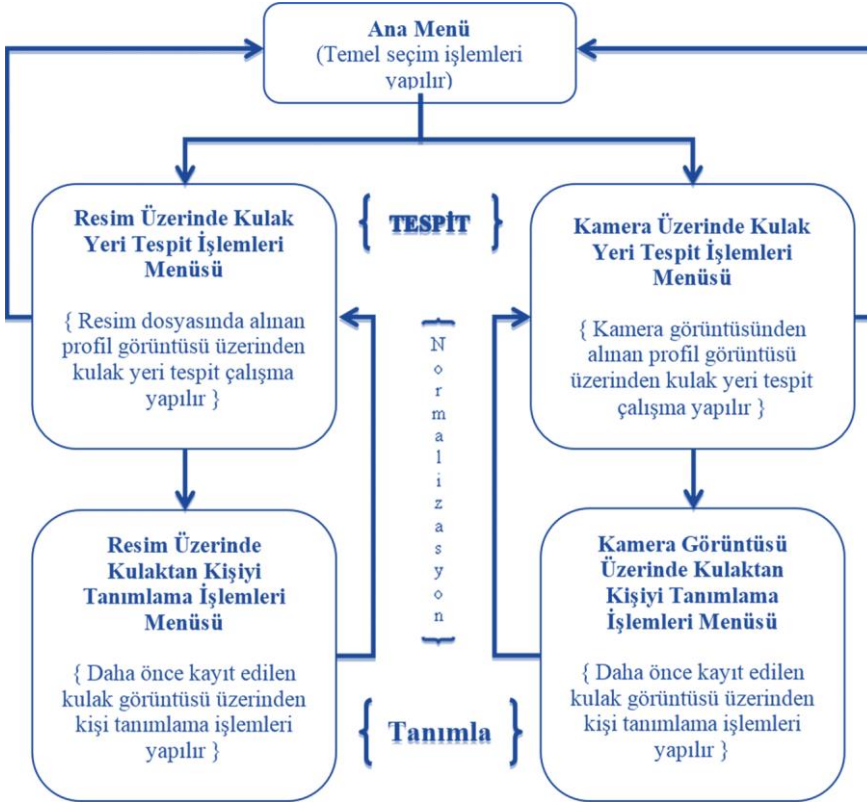 Ana Menü
(Temel seçim işlemleri
yapılır)
Resim Üzerinde Kulak
Yeri Tespit İşlemleri
Menüsü
{ Resim dosyasında alınan
profil görüntüsü üzerinden
kulak yeri tespit çalışma
yapılır }
{ TESPİT }
Kamera Üzerinde Kulak
Yeri Tespit İşlemleri
Menüsü
{ Kamera görüntüsünden
alınan profil görüntüsü
üzerinden kulak yeri tespit
çalışma yapılır }
{ Normalizasyon }
Resim Üzerinde
Kulaktan Kişiyi
Tanımlama İşlemleri
Menüsü
{ Daha önce kayıt edilen
kulak görüntüsü üzerinden
kişi tanımlama işlemleri
yapılır }
{ Tanımla }
Kamera Görüntüsü
Üzerinde Kulaktan
Kişiyi Tanımlama
İşlemleri Menüsü
{ Daha önce kayıt edilen
kulak görüntüsü üzerinden
kişi tanımlama işlemleri
yapılır }